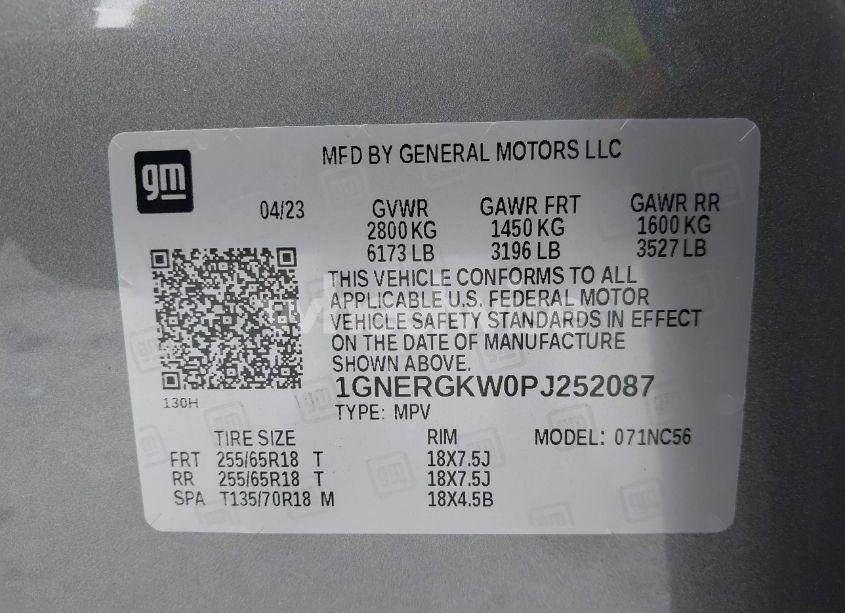 gm
MFD BY GENERAL MOTORS LLC
04/23
GVWR GAWR FRT GAWR RR
2800 KG 1450 KG 1600 KG
6173 LB 3196 LB 3527 LB
THIS VEHICLE CONFORMS TO ALL
APPLICABLE U.S. FEDERAL MOTOR
VEHICLE SAFETY STANDARDS IN EFFECT
ON THE DATE OF MANUFACTURE
SHOWN ABOVE.
130H
1GNERGKW0PJ252087
TYPE: MPV
TIRE SIZE RIM MODEL: 071NC56
FRT 255/65R18 T 18X7.5J
RR 255/65R18 T 18X7.5J
SPA T135/70R18 M 18X4.5B